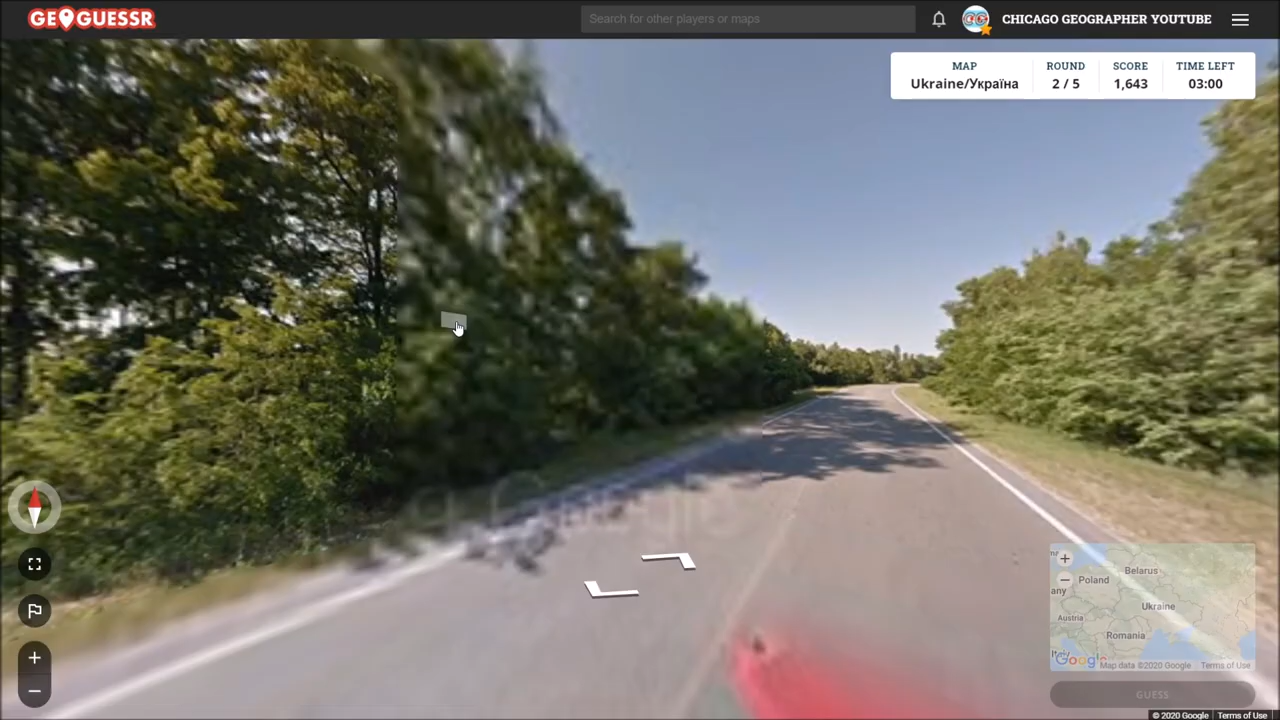 GEOGUESSR
Search for other players or maps
CHICAGO GEOGRAPHER YOUTUBE
MAP ROUND SCORE TIME LEFT
Ukraine/Україна 2 / 5 1,643 03:00
Belarus
Poland
any
Ukraine
Austria
Romania
Google Map data ©2020 Google Terms of Use
GUESS
© 2020 Google Terms of Use